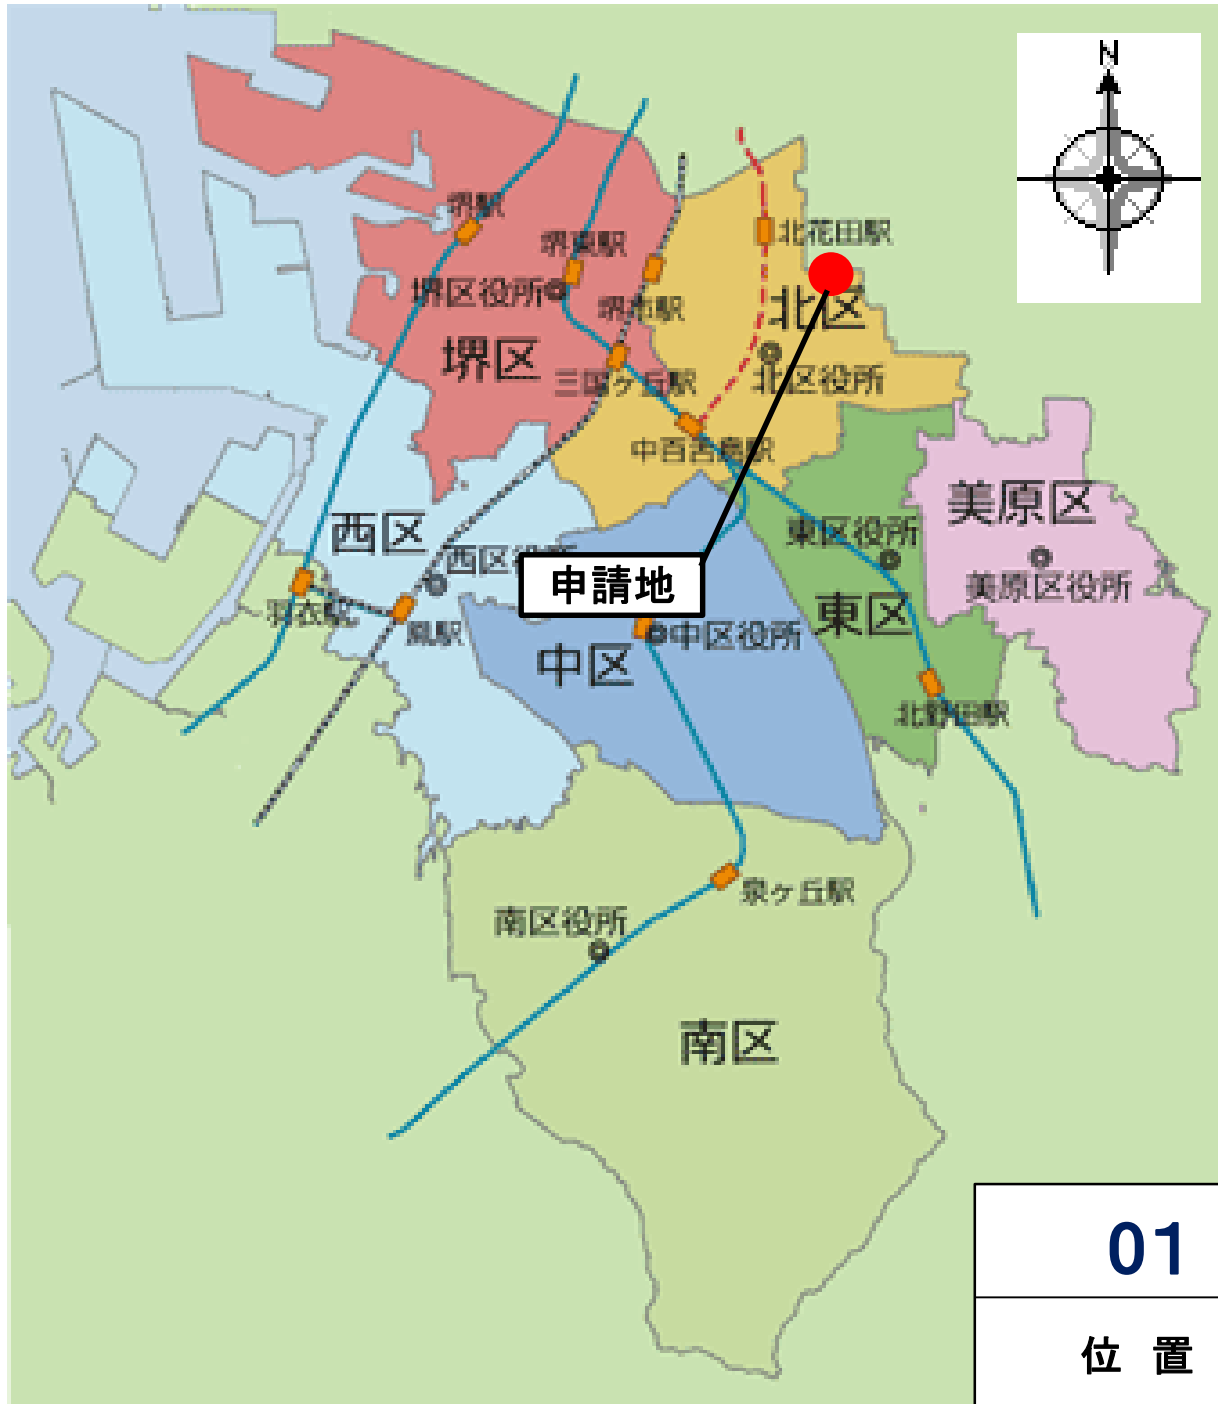 N
北花田駅
堺駅
堺東駅
堺区役所
堺市駅
北区
堺区
三国ヶ丘駅
北区役所
中百舌鳥駅
美原区
西区
東区役所
西区役所
申請地
美原区役所
羽衣駅
鳳駅
東区
中区役所
中区
北野田駅
泉ヶ丘駅
南区役所
南区
01
位 置